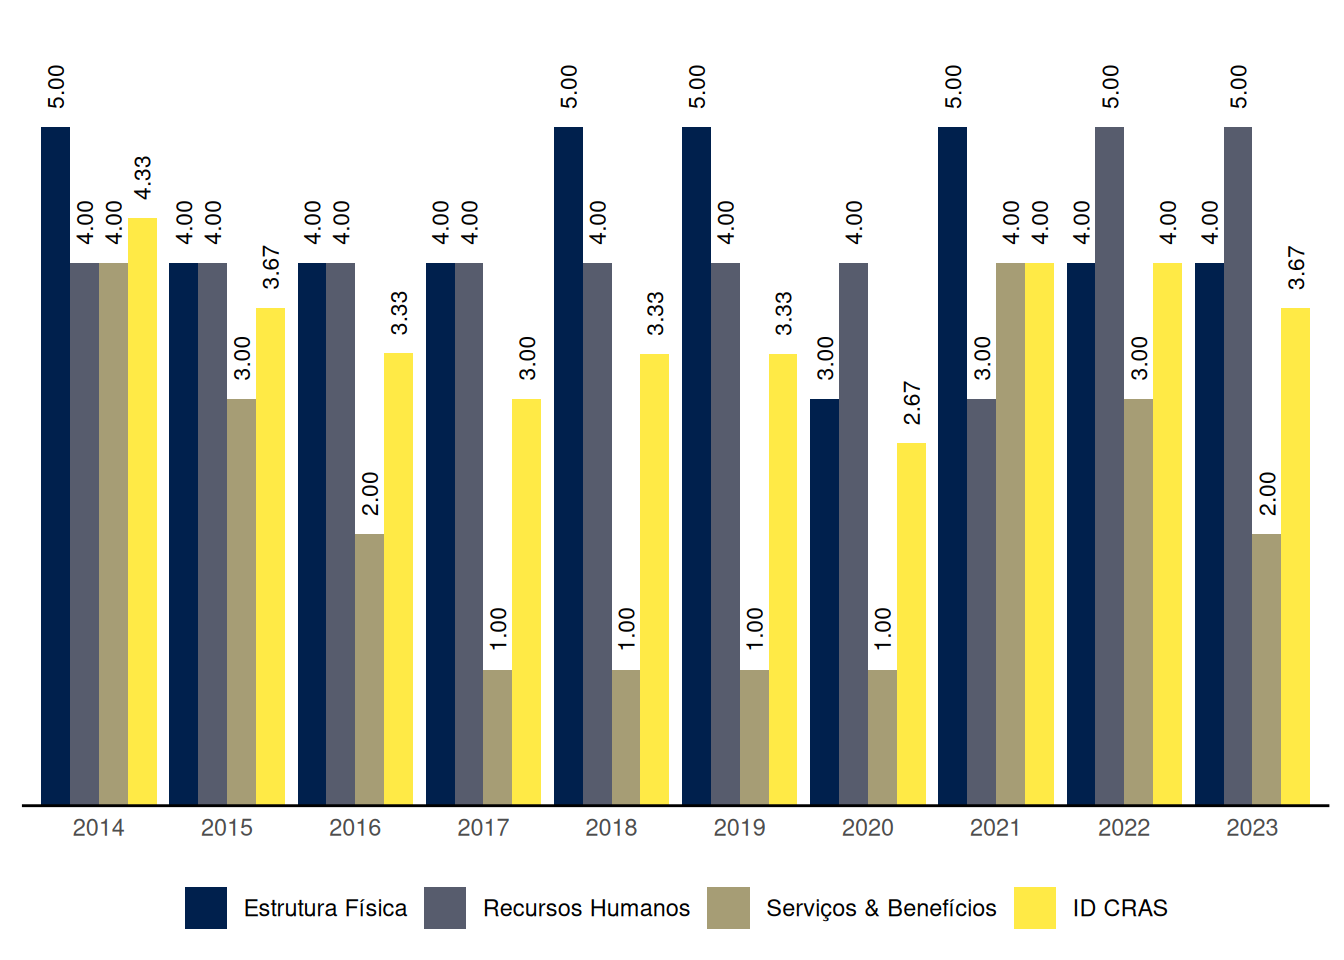 5.00 4.00 4.00 4.33 4.00 4.00 3.00 3.67 4.00 4.00 2.00 3.33 4.00 4.00 1.00 3.00 5.00 4.00 1.00 3.33 5.00 4.00 1.00 3.33 3.00 4.00 1.00 2.67 5.00 3.00 4.00 4.00 4.00 5.00 3.00 4.00 4.00 5.00 2.00 3.67
2014 2015 2016 2017 2018 2019 2020 2021 2022 2023
Estrutura Física Recursos Humanos Serviços & Benefícios ID CRAS